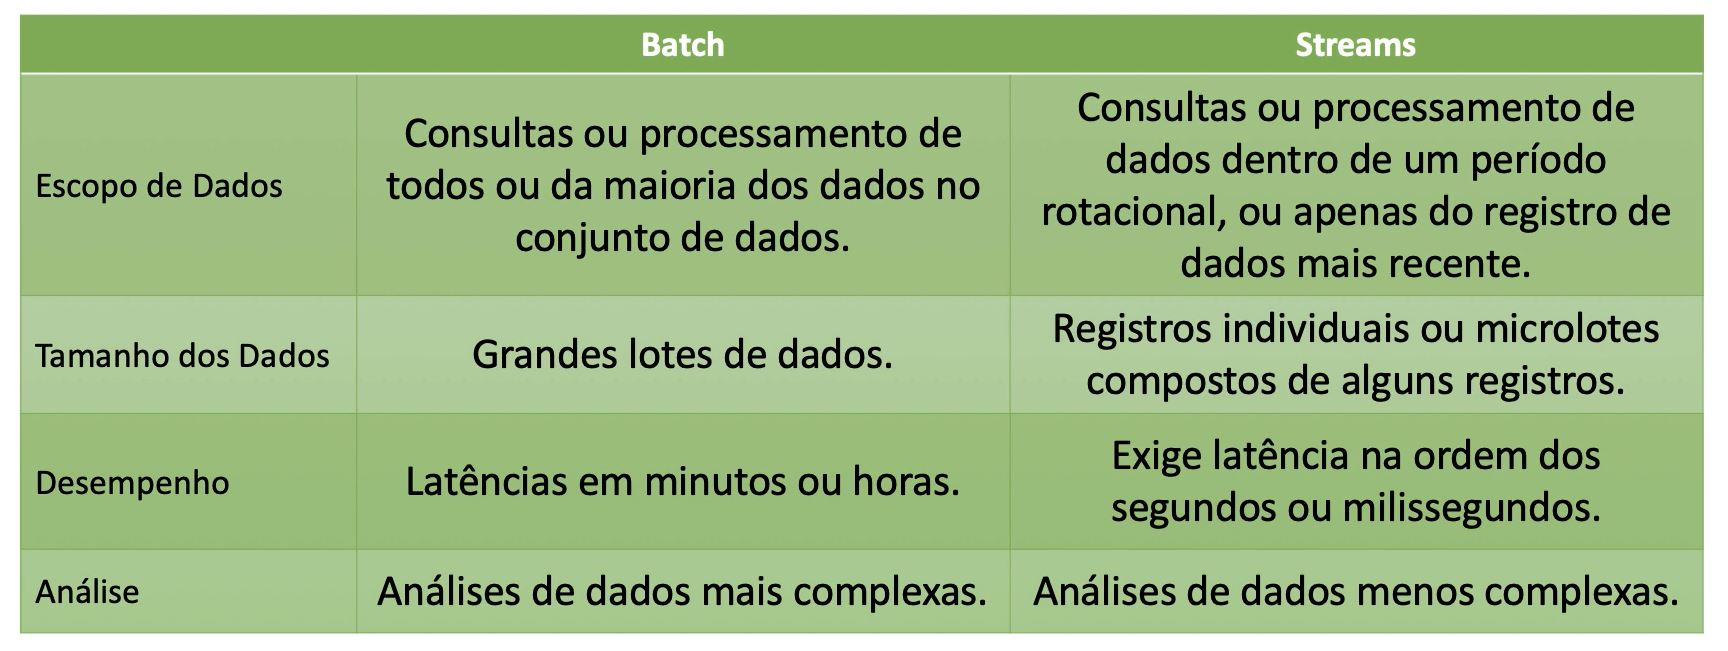 Batch
Streams
Escopo de Dados
Consultas ou processamento de
todos ou da maioria dos dados no
conjunto de dados.
Consultas ou processamento de
dados dentro de um período
rotacional, ou apenas do registro de
dados mais recente.
Tamanho dos Dados
Grandes lotes de dados.
Registros individuais ou microlotes
compostos de alguns registros.
Desempenho
Latências em minutos ou horas.
Exige latência na ordem dos
segundos ou milissegundos.
Análise
Análises de dados mais complexas.
Análises de dados menos complexas.